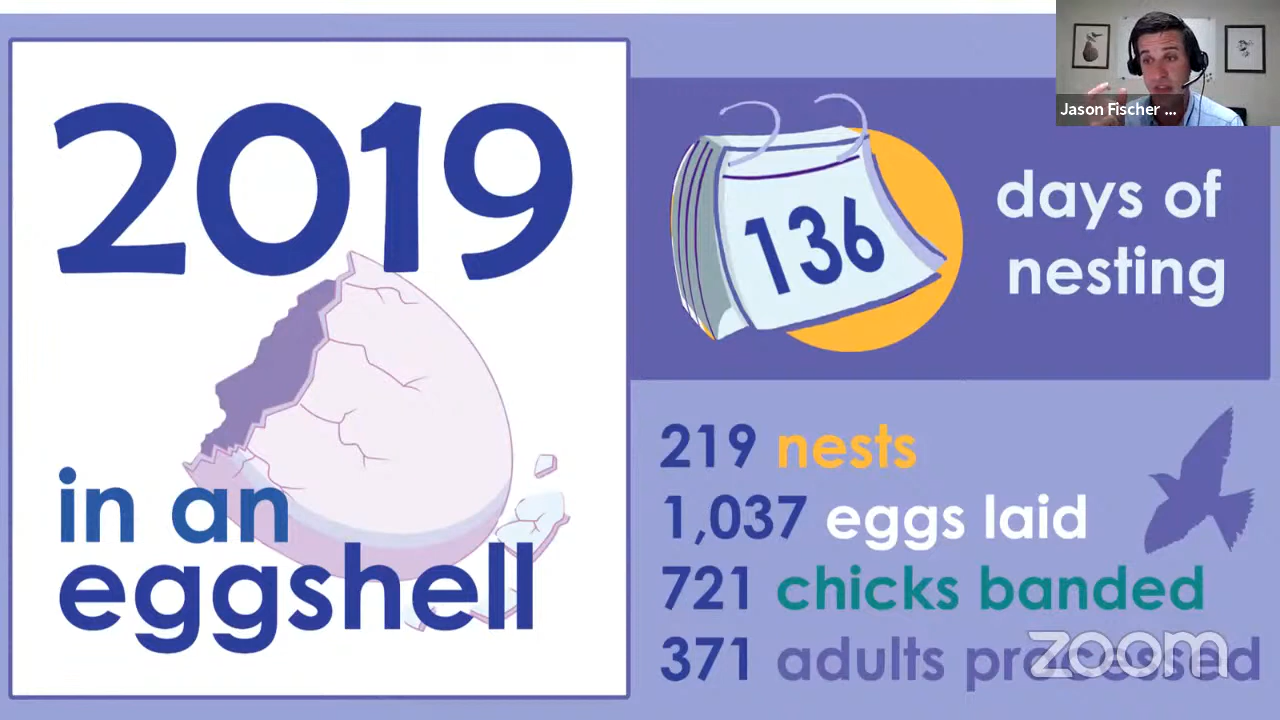 2019
in an
eggshell
136
days of
nesting
219 nests
1,037 eggs laid
721 chicks banded
371 adults processed
Jason Fischer ...
zoom